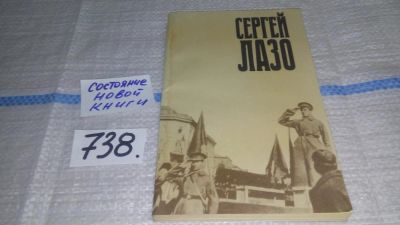 СЕРГЕЙ
ЛАЗО
СОСТОЯНИЕ
НОВОЙ
КНИГИ
738.